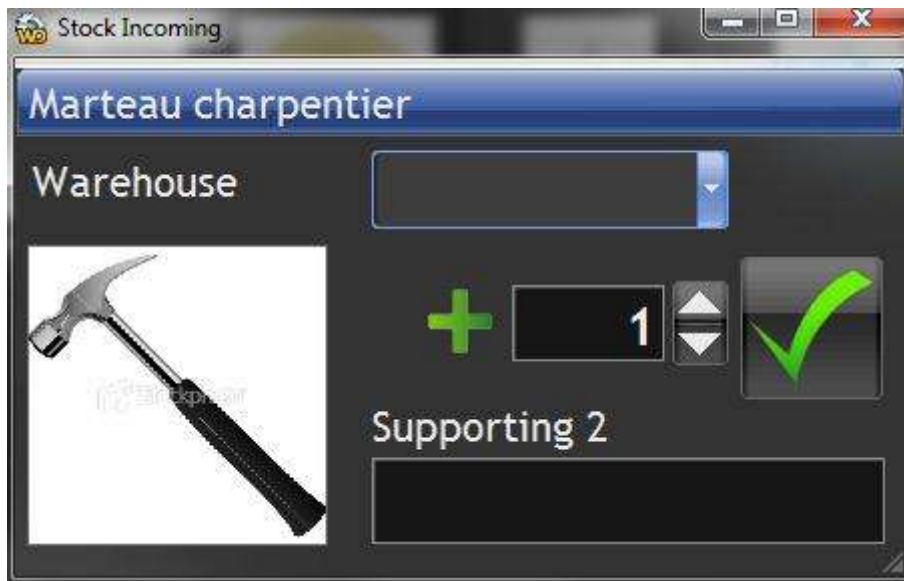 Stock Incoming
Marteau charpentier
Warehouse
1
Supporting 2